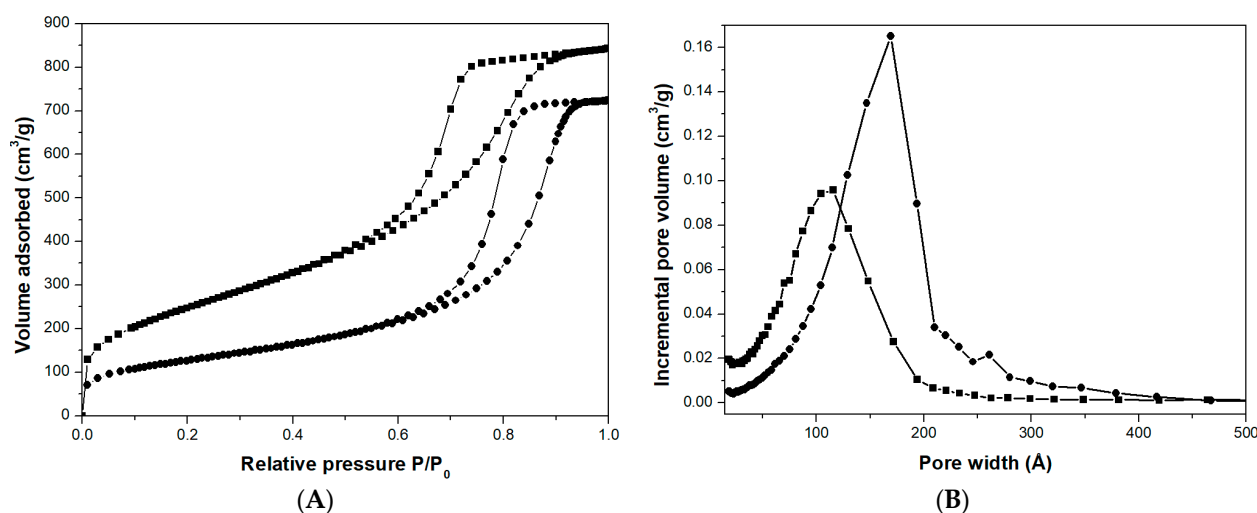 900
800
700
600
500
400
300
200
100
0
0.0 0.2 0.4 0.6 0.8 1.0
Volume adsorbed (cm³/g)
Relative pressure P/P₀
(A)
0.16
0.14
0.12
0.10
0.08
0.06
0.04
0.02
0.00
100 200 300 400 500
Incremental pore volume (cm³/g)
Pore width (Å)
(B)